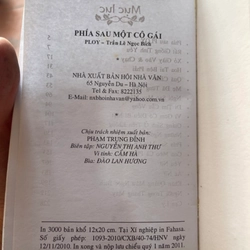 Mục lục
PHÍA SAU MỘT CÔ GÁI
PLOY – Trần Lê Ngọc Bích
NHÀ XUẤT BẢN HỘI NHÀ VĂN
65 Nguyễn Du – Hà Nội
Tel & Fax: 8222135
E-mail: nxbhoinhavan@yahoo.com.vn
Chịu trách nhiệm xuất bản:
PHẠM TRUNG ĐỈNH
Biên tập: NGUYỄN THỊ ANH THƯ
Vi tính: CẨM HÀ
Bìa: ĐÀO LAN HƯƠNG
In 3000 bản khổ 12x20 cm. Tại Xí nghiệp in Fahasa.
Số giấy phép: 1093-2010/CXB/40-74/HNV ngày
12/11/2010. In xong và nộp lưu chiểu quý 1 năm 2011.